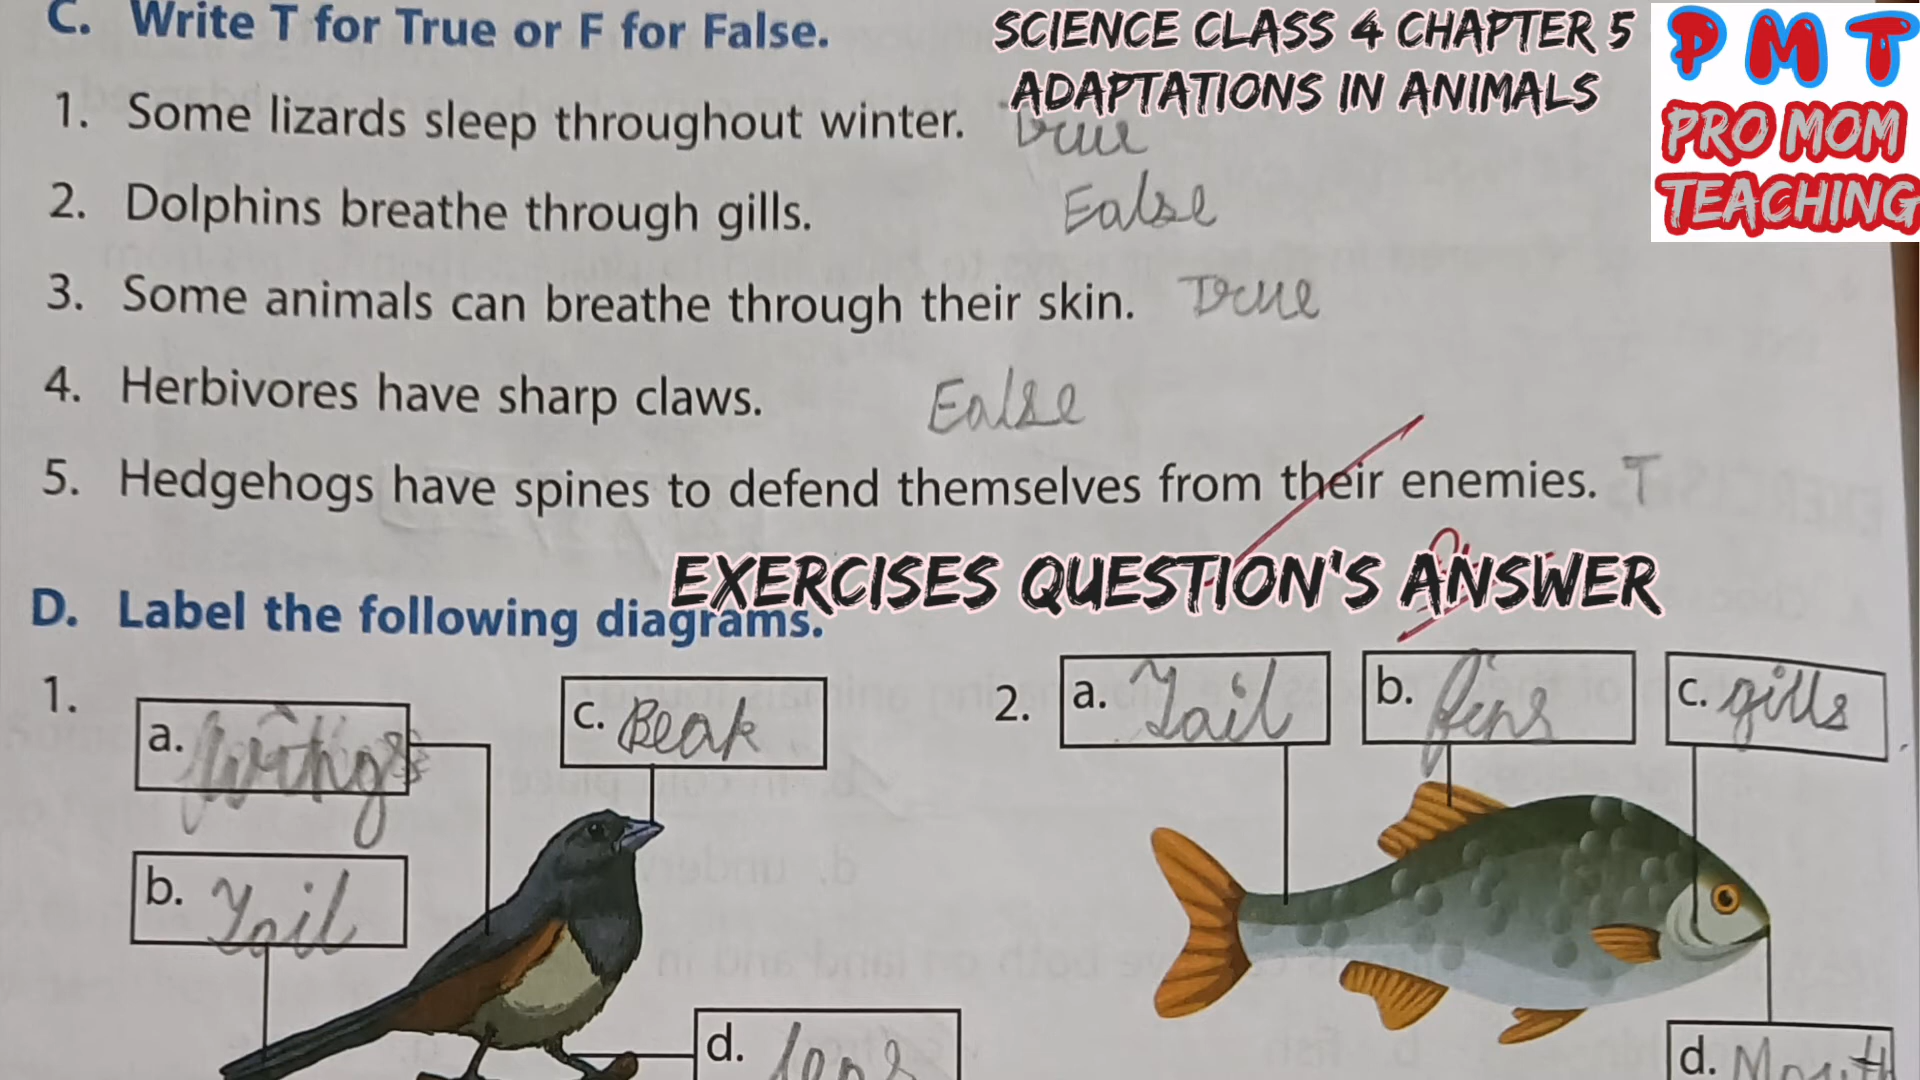 C. Write T for True or F for False.
SCIENCE CLASS 4 CHAPTER 5
ADAPTATIONS IN ANIMALS
PMT
PRO MOM
TEACHING
1. Some lizards sleep throughout winter. True
2. Dolphins breathe through gills. False
3. Some animals can breathe through their skin. True
4. Herbivores have sharp claws. False
5. Hedgehogs have spines to defend themselves from their enemies. T
EXERCISES QUESTION'S ANSWER
D. Label the following diagrams.
1.
a. wings
c. Beak
b. Tail
d. legs
2.
a. Tail
b. fins
c. gills
d. Mouth